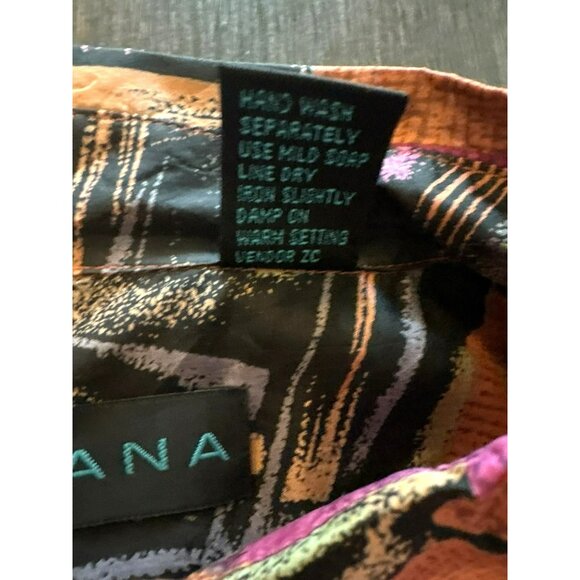 HAND WASH
SEPARATELY
USE MILD SOAP
LINE DRY
IRON SLIGHTLY
DAMP ON
WARM SETTING
VENDOR ZC
ANA